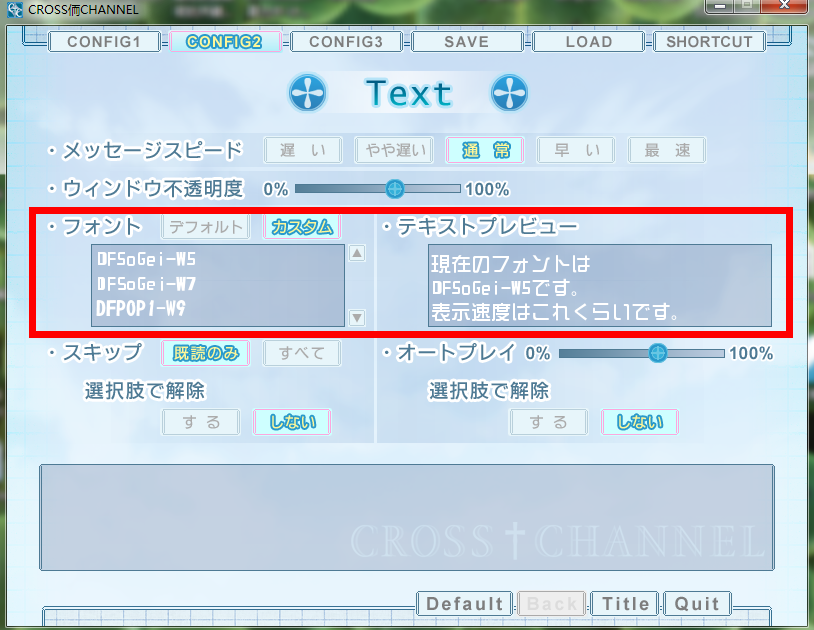 CROSS†CHANNEL
CONFIG1 CONFIG2 CONFIG3 SAVE LOAD SHORTCUT
Text
・メッセージスピード 遅い やや遅い 通常 早い 最速
・ウィンドウ不透明度 0% 100%
・フォント デフォルト カスタム ・テキストプレビュー
DFSoGei-W5
DFSoGei-W7
DFPOP1-W9
現在のフォントは
DFSoGei-W5です。
表示速度はこれくらいです。
・スキップ 既読のみ すべて ・オートプレイ 0% 100%
選択肢で解除 選択肢で解除
する しない する しない
CROSS†CHANNEL
Default Back Title Quit